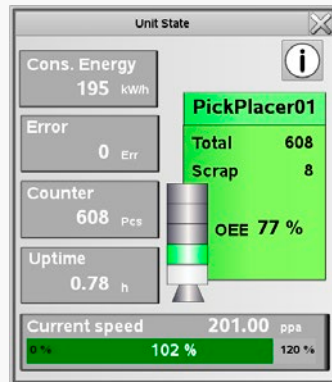 Unit State
i
Cons. Energy
195 kW/h
Error
0 Err
Counter
608 Pcs
Uptime
0.78 h
PickPlacer01
Total 608
Scrap 8
OEE 77 %
Current speed 201.00 ppa
0 % 102 % 120 %